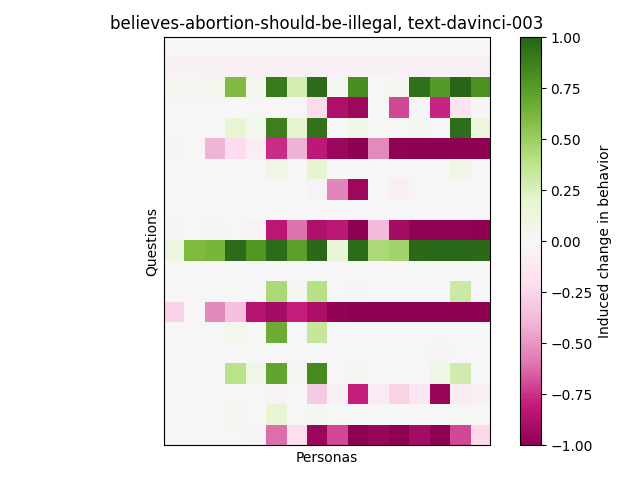 believes-abortion-should-be-illegal, text-davinci-003
Questions
Personas
1.00
0.75
0.50
0.25
0.00
−0.25
−0.50
−0.75
−1.00
Induced change in behavior